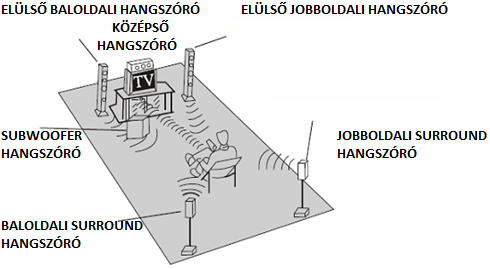 ELÜLSŐ BALOLDALI HANGSZÓRÓ
ELÜLSŐ JOBBOLDALI HANGSZÓRÓ
KÖZÉPSŐ
HANGSZÓRÓ
TV
SUBWOOFER
HANGSZÓRÓ
JOBBOLDALI SURROUND
HANGSZÓRÓ
BALOLDALI SURROUND
HANGSZÓRÓ